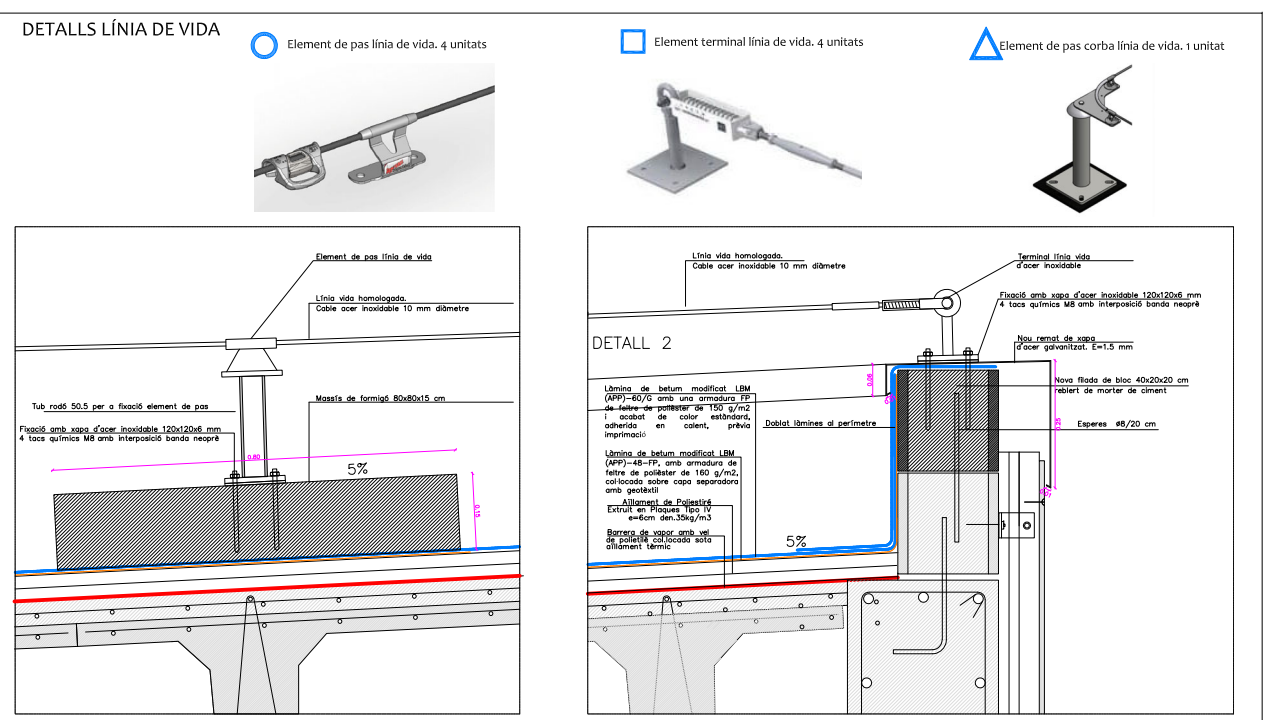 DETALLS LÍNIA DE VIDA
Element de pas línia de vida. 4 unitats
Element terminal línia de vida. 4 unitats
Element de pas corba línia de vida. 1 unitat
Element de pas línia de vida
Línia vida homologada.
Cable acer inoxidable 10 mm diàmetre
Tub rodó 50.5 per a fixació element de pas
Massís de formigó 80x80x15 cm
Fixació amb xapa d'acer inoxidable 120x120x6 mm
4 tacs químics M8 amb interposició banda neoprè
0.80
5%
0.15
Línia vida homologada.
Cable acer inoxidable 10 mm diàmetre
Terminal línia vida
d'acer inoxidable
Fixació amb xapa d'acer inoxidable 120x120x6 mm
4 tacs químics M8 amb interposició banda neoprè
DETALL 2
Nou remat de xapa
d'acer galvanitzat. E=1.5 mm
0.08
Làmina de betum modificat LBM
(APP)-60/G amb una armadura FP
de feltre de polièster de 150 g/m2
i acabat de color estàndard,
adherida en calent, prèvia
imprimació
Nova filada de bloc 40x20x20 cm
reblert de morter de ciment
Doblat làmines al perímetre
Esperes Ø8/20 cm
0.25
Làmina de betum modificat LBM
(APP)-48-FP, amb armadura de
feltre de polièster de 160 g/m2,
col·locada sobre capa separadora
amb geotèxtil
Aïllament de Poliestiré
Extruit en Plaques Tipo IV
e=6cm den.35kg/m3
Barrera de vapor amb vel
de polietilè col.locada sota
aïllament tèrmic
5%